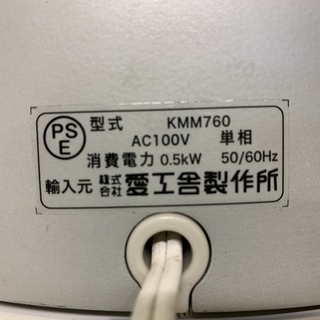 PS E
型式 KMM760
AC100V 単相
消費電力 0.5kW 50/60Hz
輸入元 株式会社 愛工舎製作所